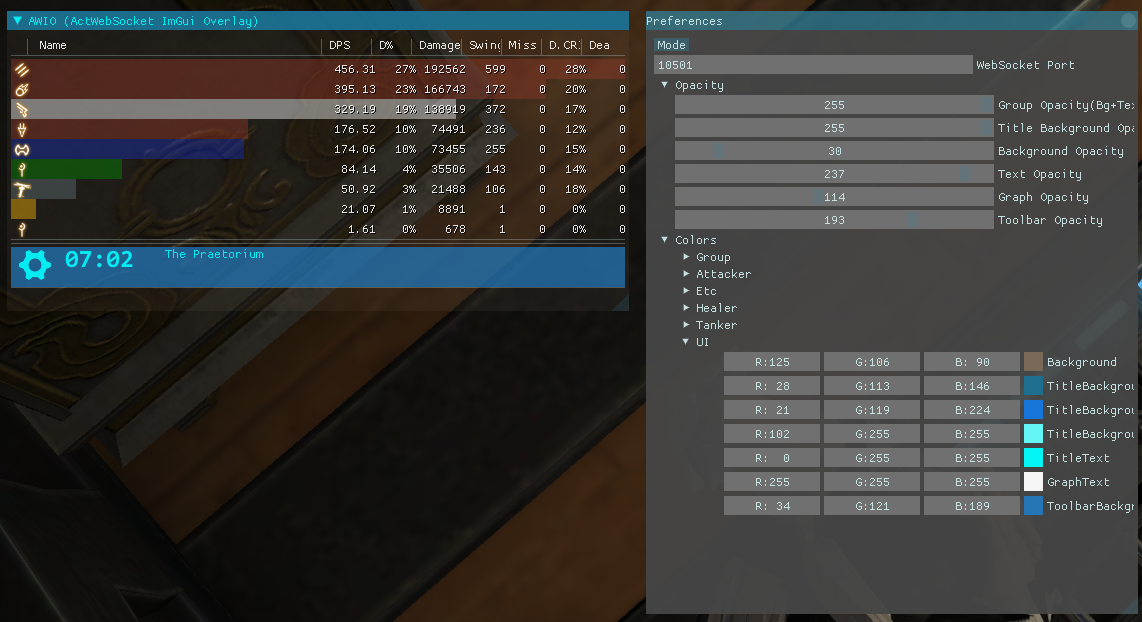 AWIO (ActWebSocket ImGui Overlay)
Name DPS D% Damage Swing Miss D. CR: Dea
456.31 27% 192562 599 0 28% 0
395.13 23% 166743 172 0 20% 0
329.19 19% 138919 372 0 17% 0
176.52 10% 74491 236 0 12% 0
174.06 10% 73455 255 0 15% 0
84.14 4% 35506 143 0 14% 0
50.92 3% 21488 106 0 18% 0
21.07 1% 8891 1 0 0% 0
1.61 0% 678 1 0 0% 0
07:02 The Praetorium
Preferences
Mode
10501 WebSocket Port
Opacity
255 Group Opacity(Bg+Te
255 Title Background Opa
30 Background Opacity
237 Text Opacity
114 Graph Opacity
193 Toolbar Opacity
Colors
Group
Attacker
Etc
Healer
Tanker
UI
R:125 G:106 B: 90 Background
R: 28 G:113 B:146 TitleBackgrou
R: 21 G:119 B:224 TitleBackgrou
R:102 G:255 B:255 TitleBackgrou
R: 0 G:255 B:255 TitleText
R:255 G:255 B:255 GraphText
R: 34 G:121 B:189 ToolbarBackgr